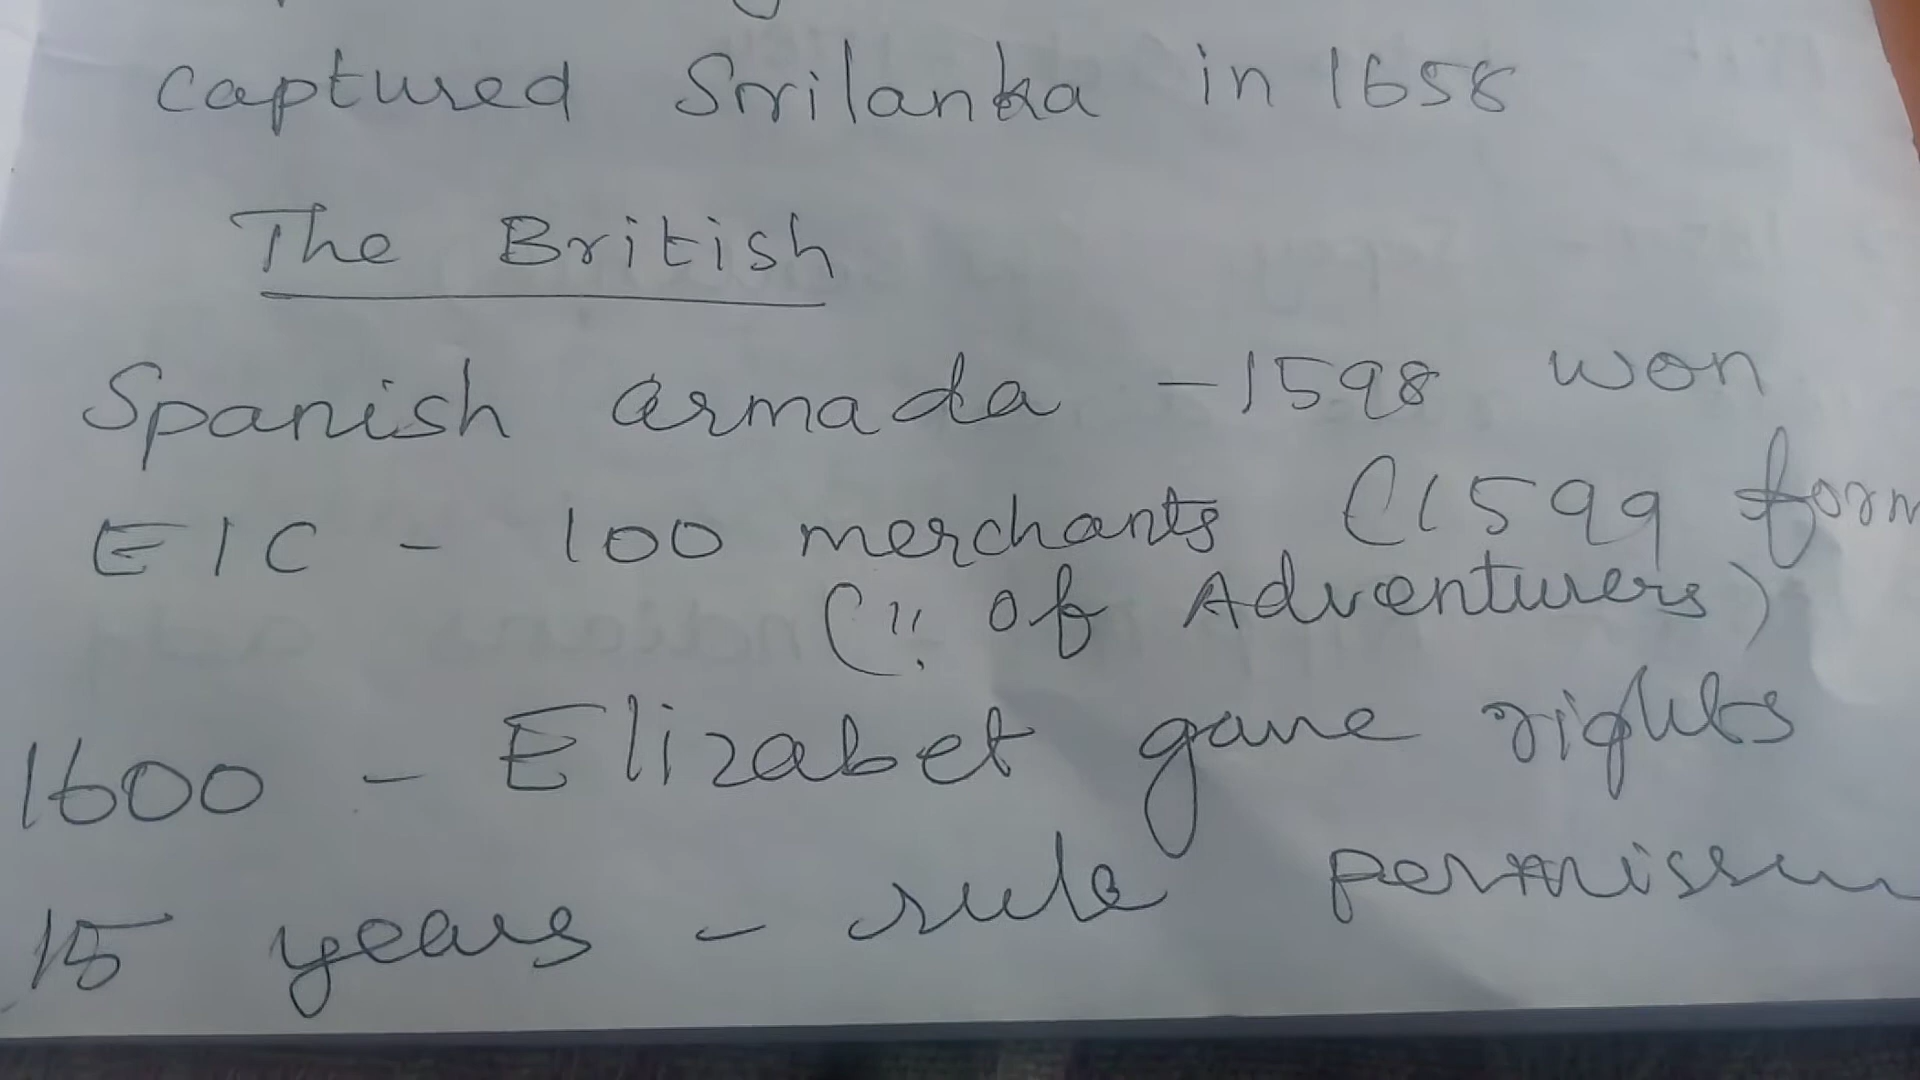 captured Srilanka in 1658
The British
Spanish armada - 1598 won
EIC - 100 merchants (1599 form
(" of Adventurers)
1600 - Elizabet gave rights
15 years - rule